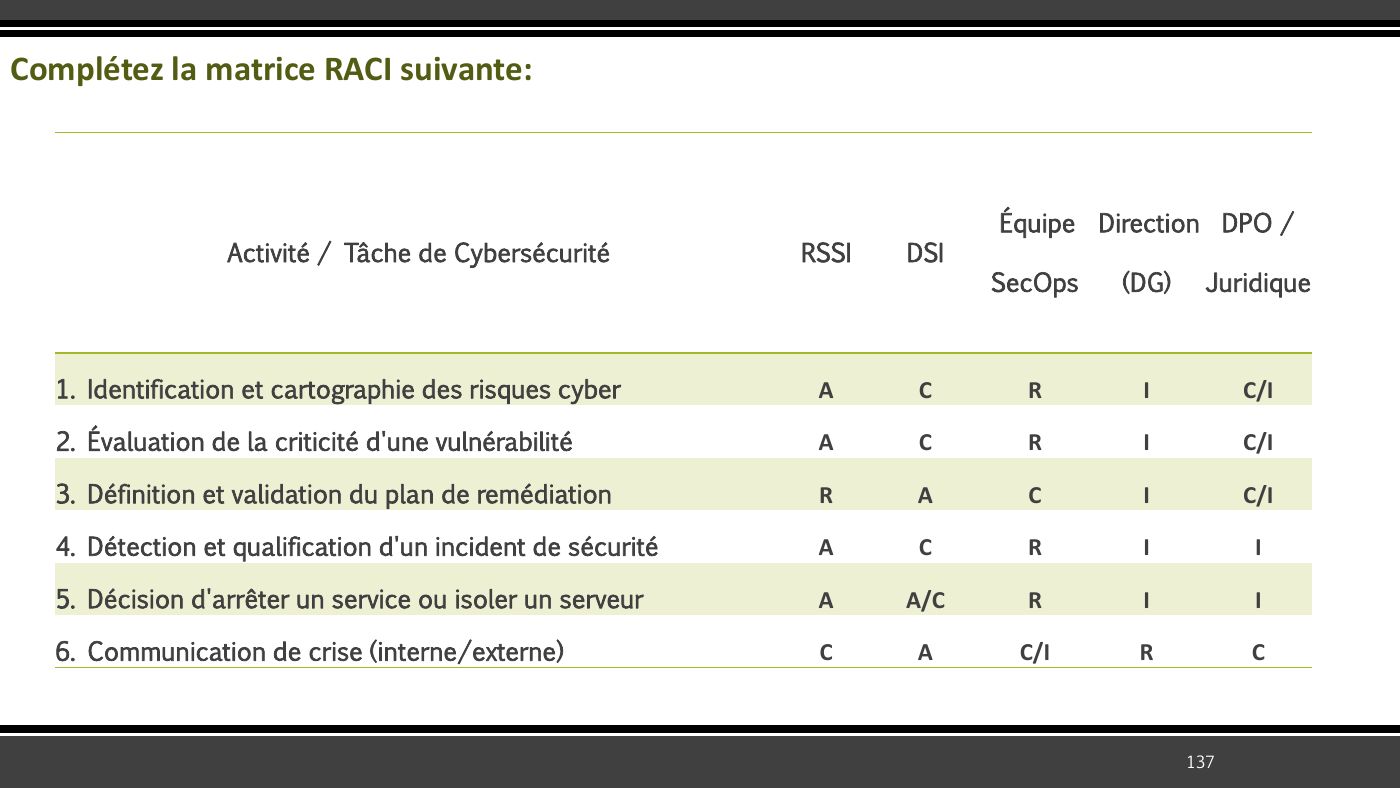 Complétez la matrice RACI suivante:
Activité / Tâche de Cybersécurité RSSI DSI Équipe SecOps Direction (DG) DPO / Juridique
1. Identification et cartographie des risques cyber A C R I C/I
2. Évaluation de la criticité d'une vulnérabilité A C R I C/I
3. Définition et validation du plan de remédiation R A C I C/I
4. Détection et qualification d'un incident de sécurité A C R I I
5. Décision d'arrêter un service ou isoler un serveur A A/C R I I
6. Communication de crise (interne/externe) C A C/I R C
137